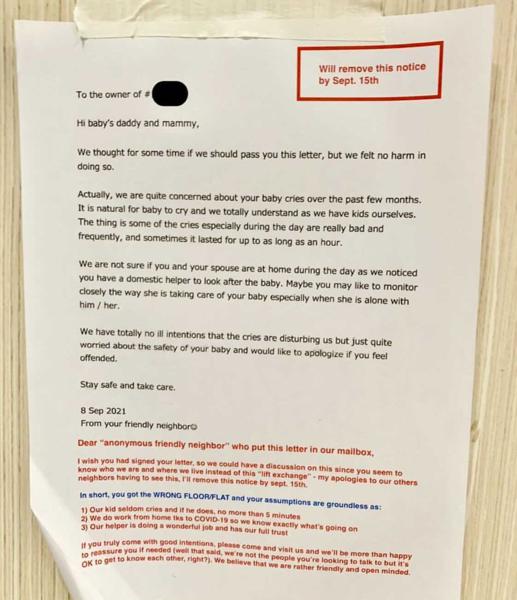 Will remove this notice
by Sept. 15th
To the owner of #
Hi baby's daddy and mammy,
We thought for some time if we should pass you this letter, but we felt no harm in
doing so.
Actually, we are quite concerned about your baby cries over the past few months.
It is natural for baby to cry and we totally understand as we have kids ourselves.
The thing is some of the cries especially during the day are really bad and
frequently, and sometimes it lasted for up to as long as an hour.
We are not sure if you and your spouse are at home during the day as we noticed
you have a domestic helper to look after the baby. Maybe you may like to monitor
closely the way she is taking care of your baby especially when she is alone with
him / her.
We have totally no ill intentions that the cries are disturbing us but just quite
worried about the safety of your baby and would like to apologize if you feel
offended.
Stay safe and take care.
8 Sep 2021
From your friendly neighbor☺
Dear "anonymous friendly neighbor" who put this letter in our mailbox,
I wish you had signed your letter, so we could have a discussion on this since you seem to
know who we are and where we live instead of this "lift exchange" - my apologies to our others
neighbors having to see this, I'll remove this notice by sept. 15th.
In short, you got the WRONG FLOOR/FLAT and your assumptions are groundless as:
1) Our kid seldom cries and if he does, no more than 5 minutes
2) We do work from home tks to COVID-19 so we know exactly what's going on
3) Our helper is doing a wonderful job and has our full trust
If you truly come with good intentions, please come and visit us and we'll be more than happy
to reassure you if needed (well that said, we're not the people you're looking to talk to but it's
OK to get to know each other, right?). We believe that we are rather friendly and open minded.